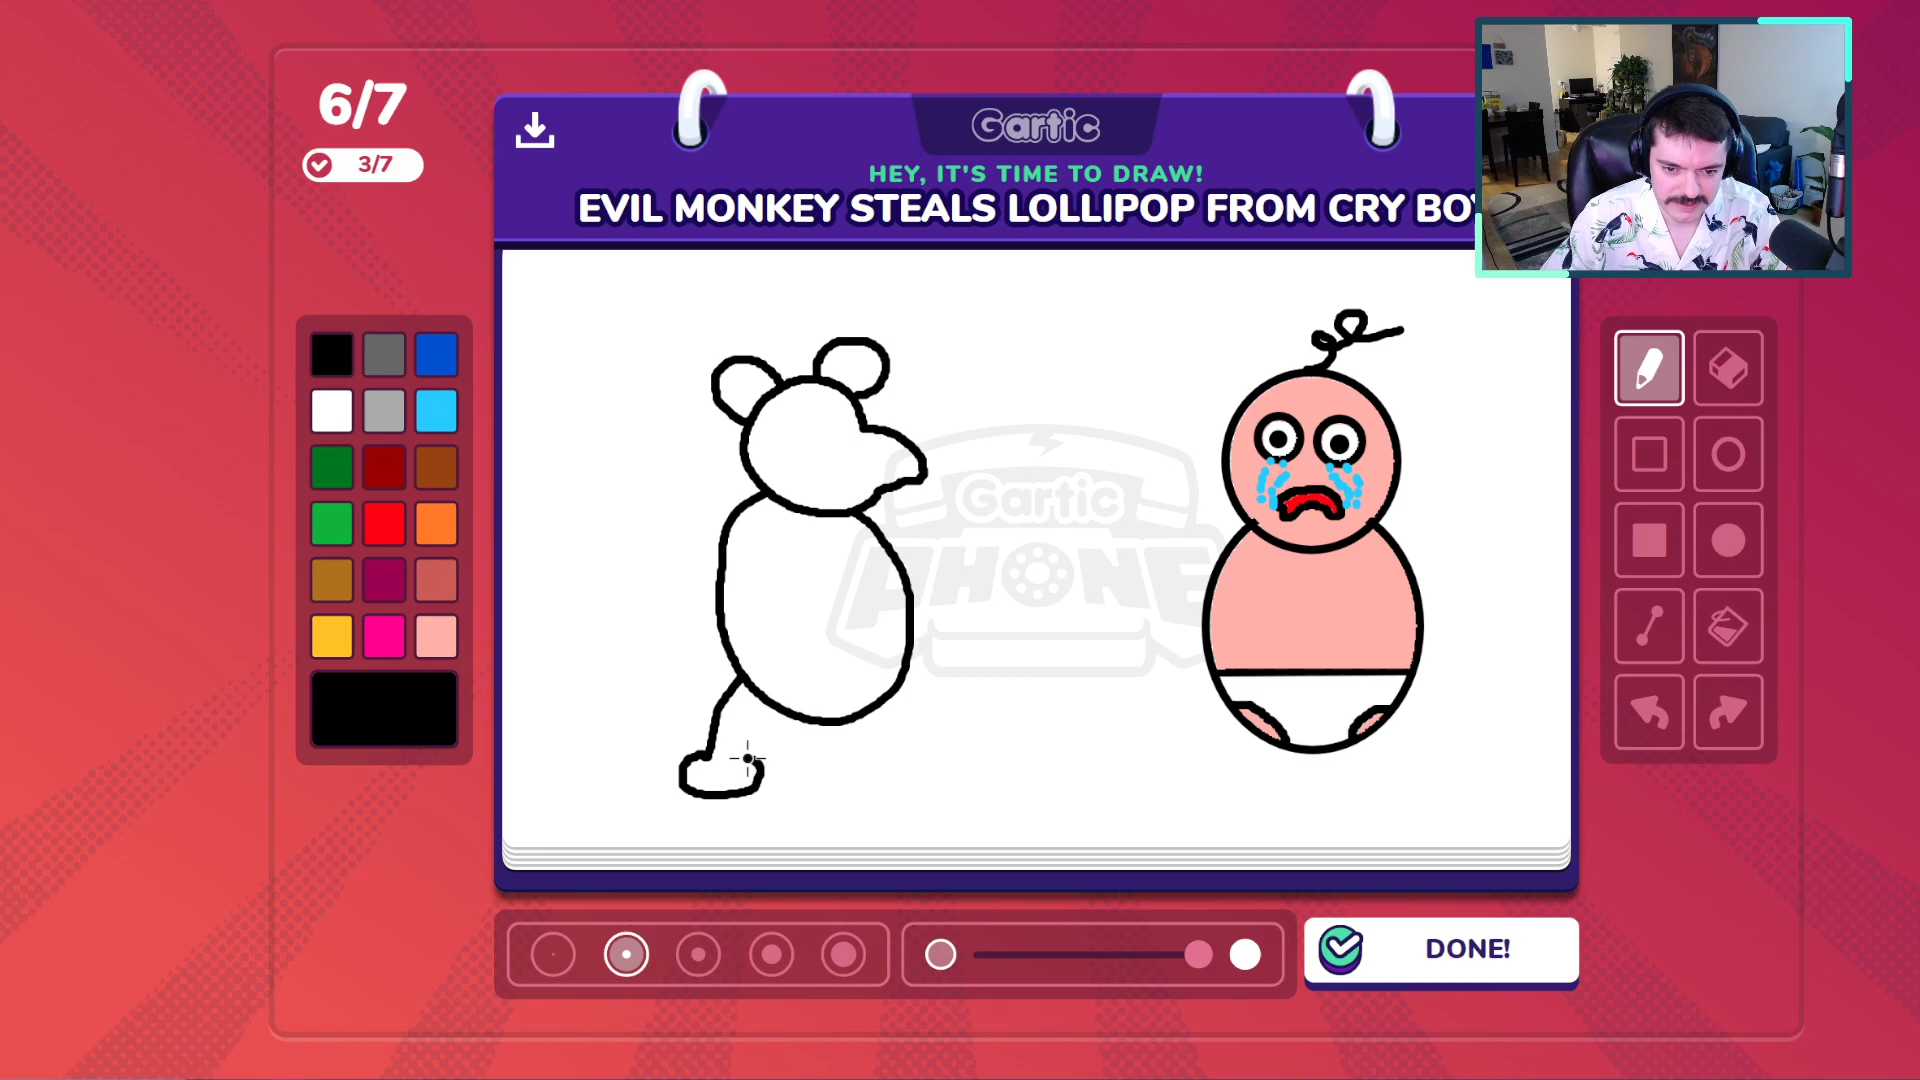 6/7
3/7
Gartic
HEY, IT'S TIME TO DRAW!
EVIL MONKEY STEALS LOLLIPOP FROM CRY BOY
Gartic
PHONE
DONE!